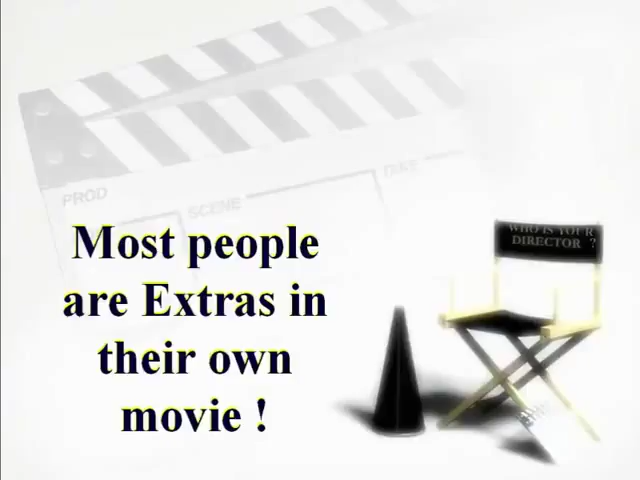 PROD
SCENE
TAKE
Most people
are Extras in
their own
movie !
WHO IS YOUR
DIRECTOR ?